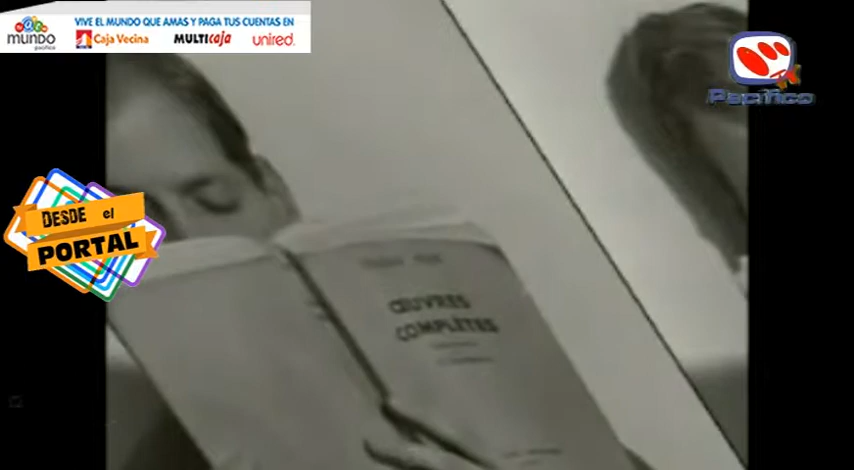 mundo
pacífico
VIVE EL MUNDO QUE AMAS Y PAGA TUS CUENTAS EN
Caja Vecina
MULTICaja
unired.
TV
Pacífico
DESDE el
PORTAL
ŒUVRES
COMPLÈTES